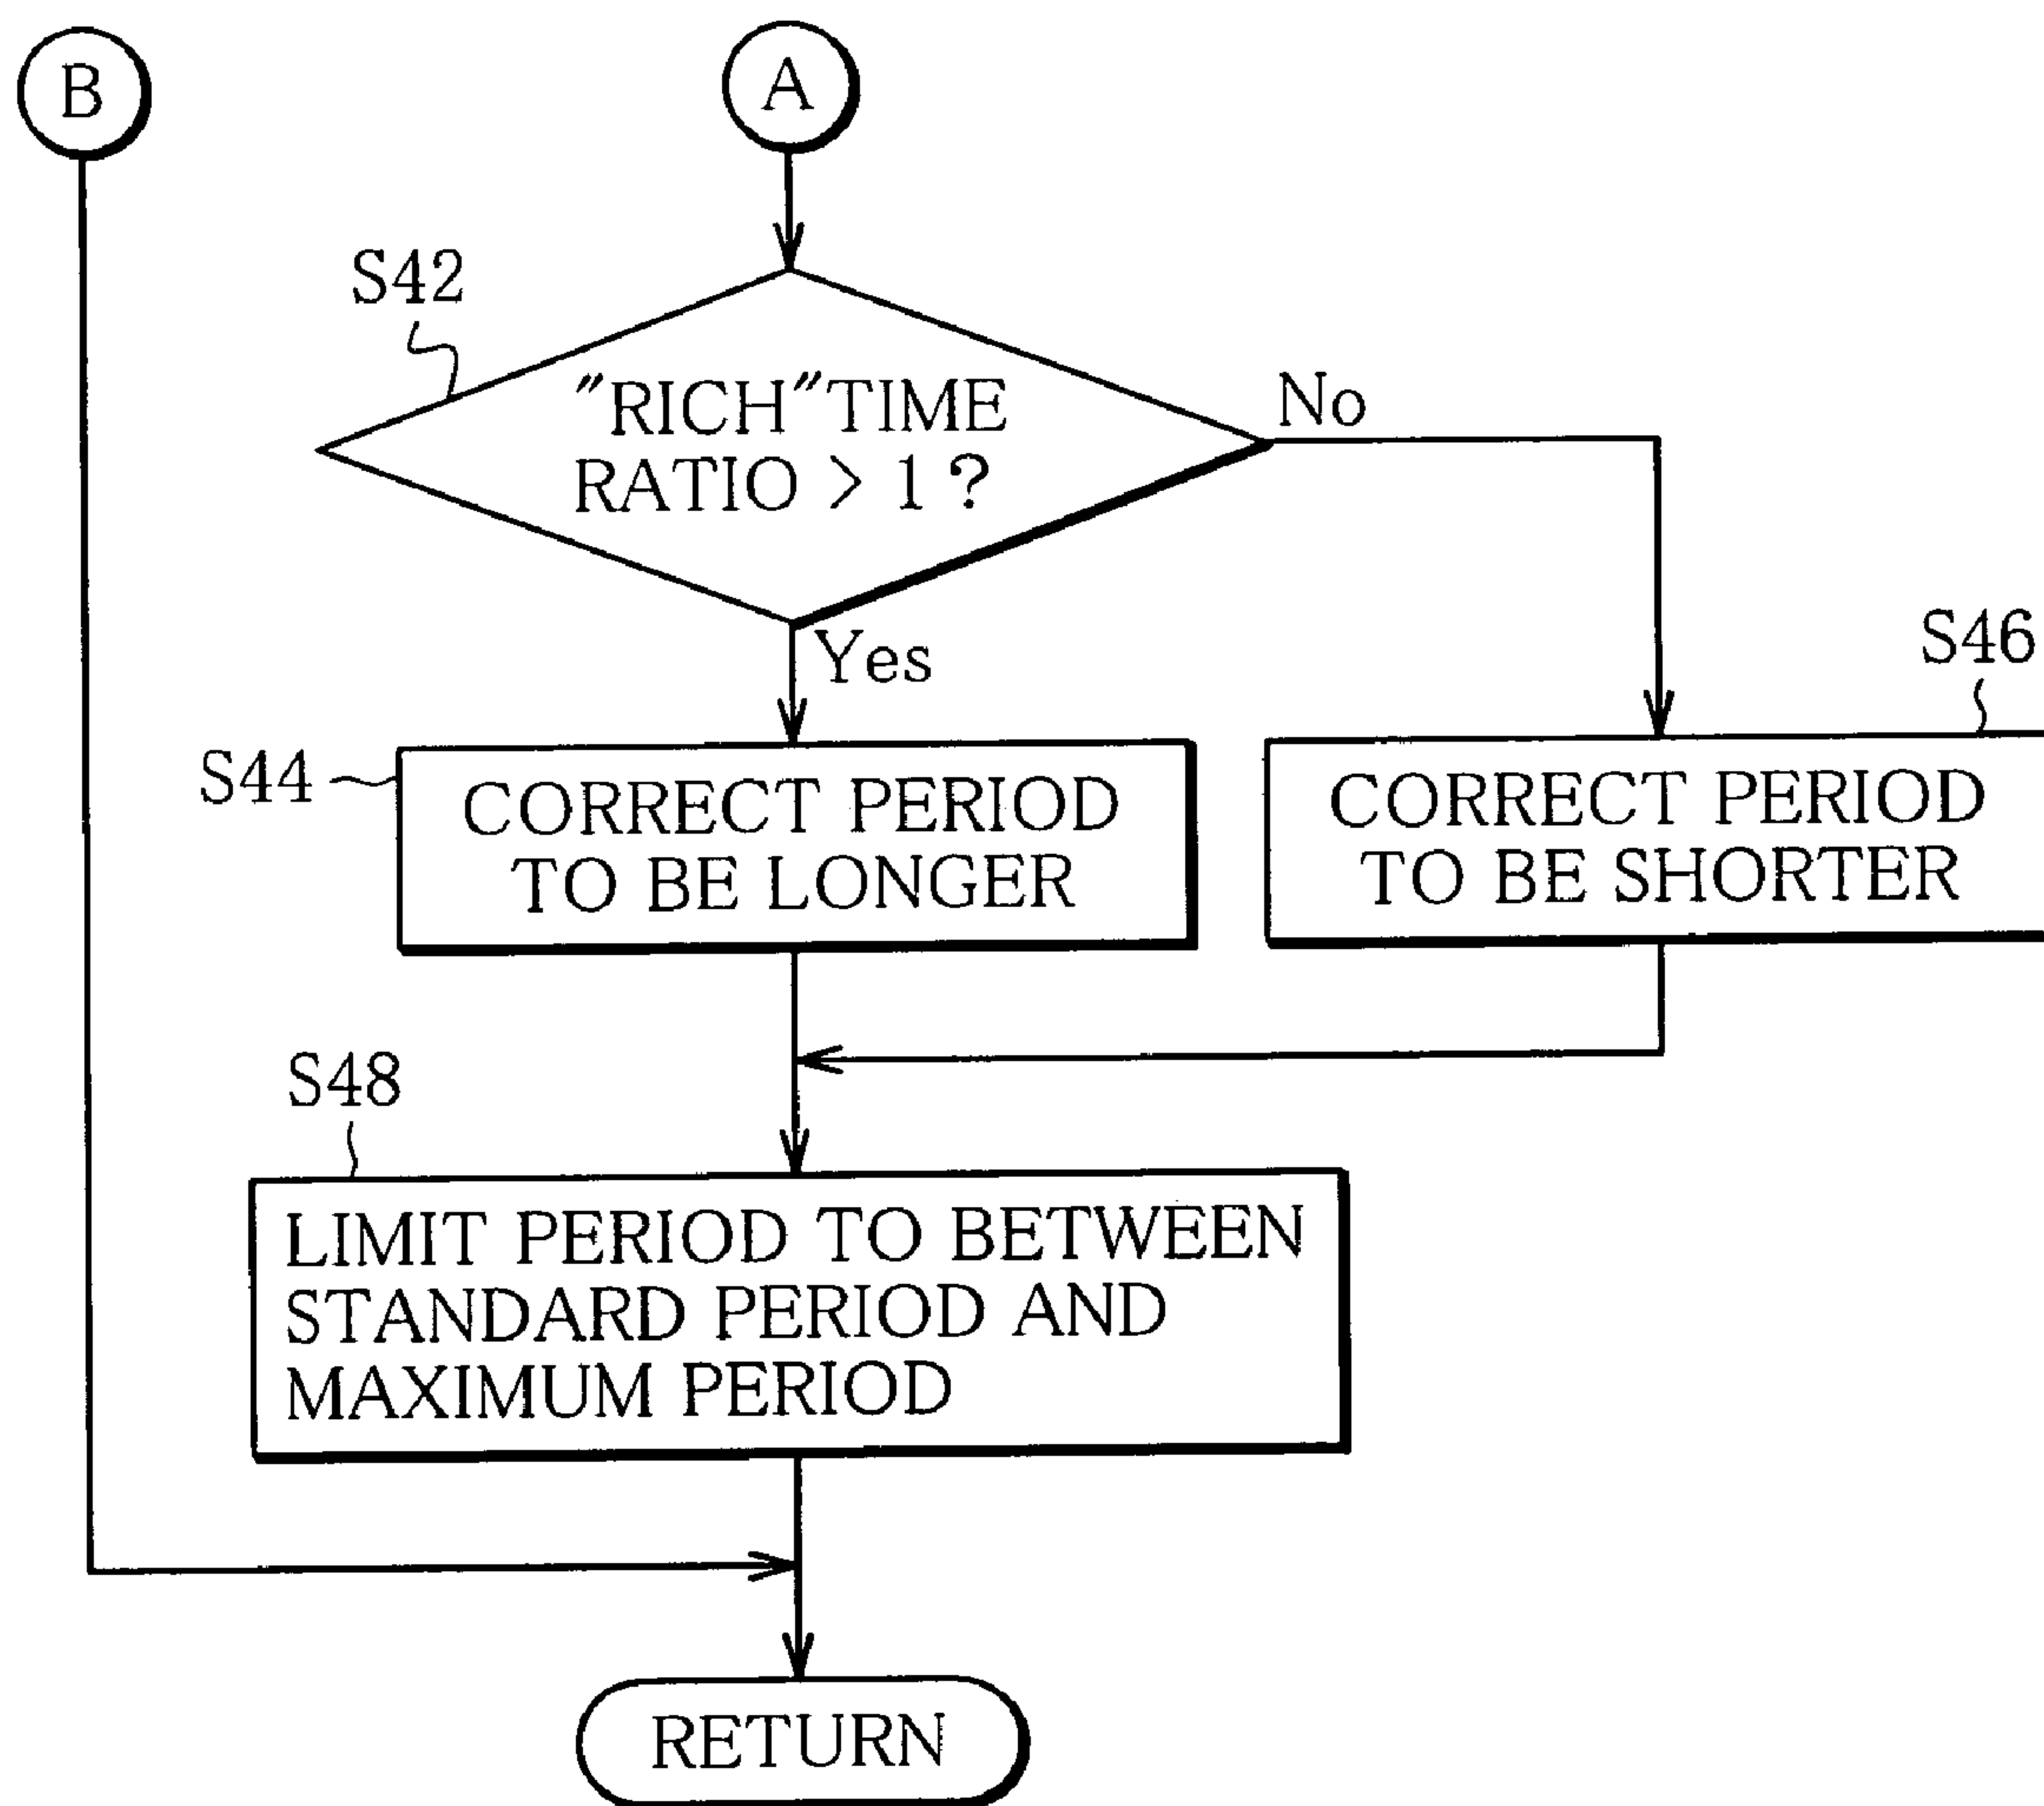 B
A
S42
"RICH" TIME
RATIO > 1 ?
No
Yes
S44
CORRECT PERIOD
TO BE LONGER
S46
CORRECT PERIOD
TO BE SHORTER
S48
LIMIT PERIOD TO BETWEEN
STANDARD PERIOD AND
MAXIMUM PERIOD
RETURN